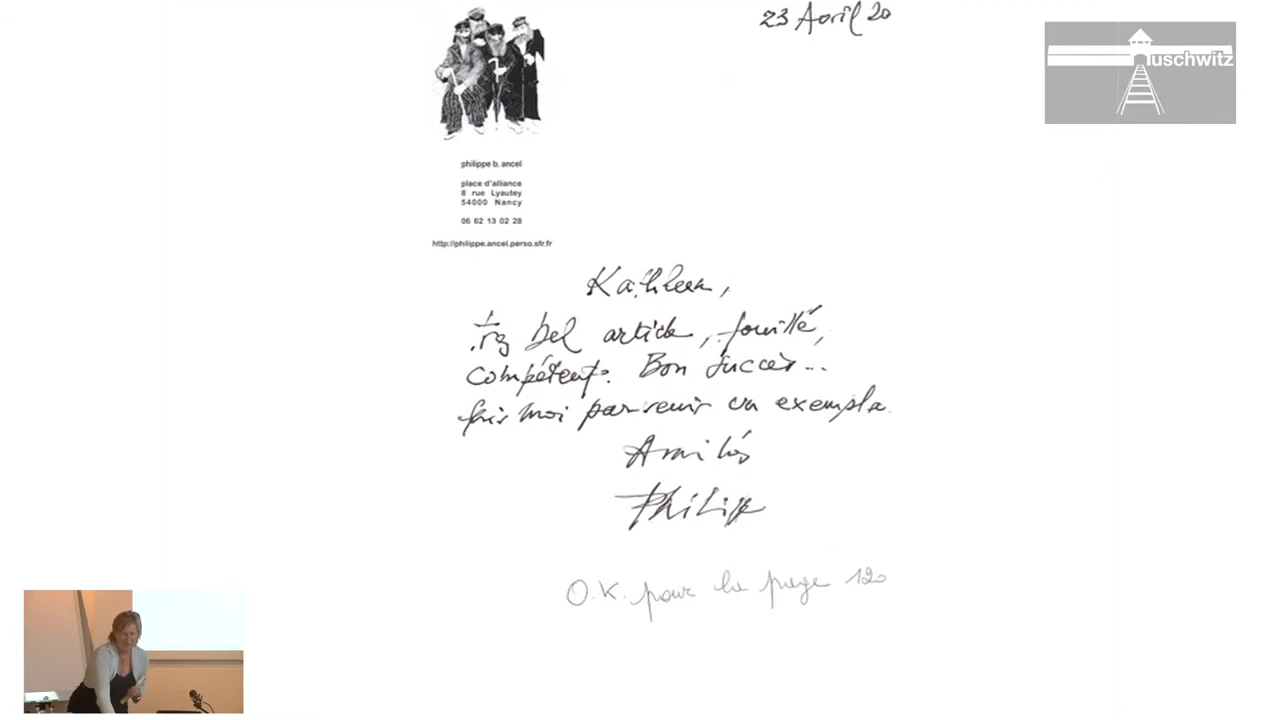 23 Avril 20
uschwitz
philippe b. ancel
place d'alliance
8 rue Lyautey
54000 Nancy
06 62 13 02 28
http://philippe.ancel.perso.sfr.fr
Kathleen,
bel article, fouillé,
compétent. Bon succès...
fais moi parvenir un exempla
Amitiés
Philippe
O.K. pour la page 120